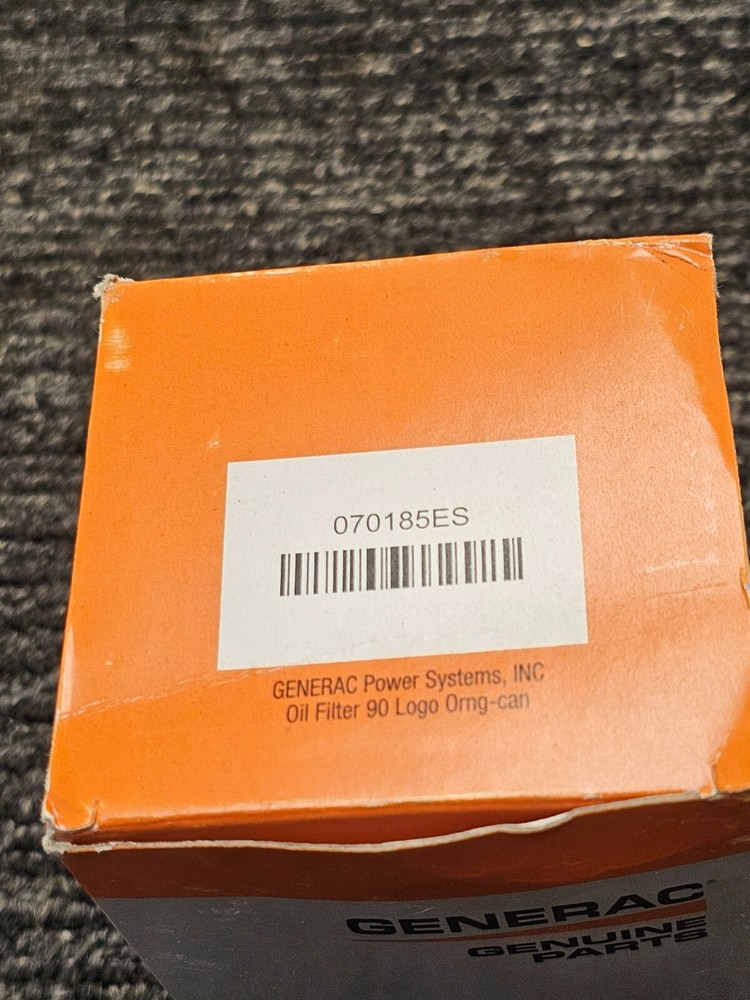 070185ES
GENERAC Power Systems, INC
Oil Filter 90 Logo Orng-can
GENERAC
GENUINE
PARTS